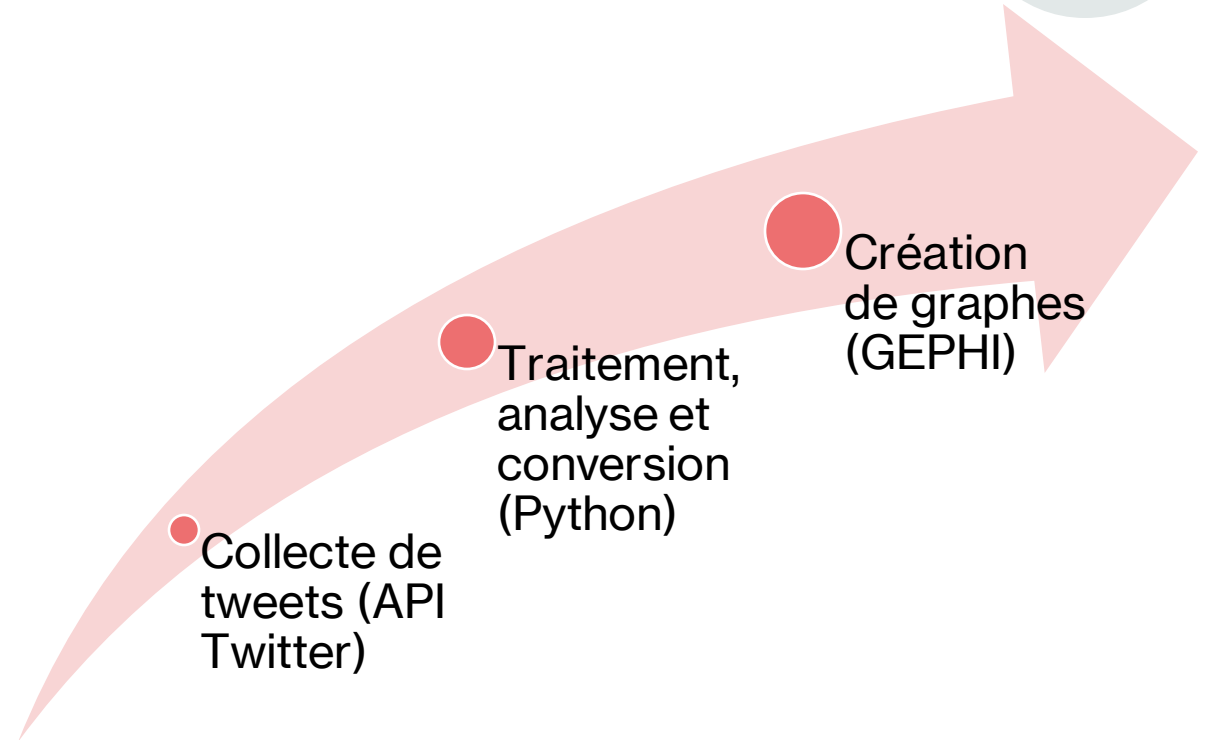 Collecte de
tweets (API
Twitter)
Traitement,
analyse et
conversion
(Python)
Création
de graphes
(GEPHI)